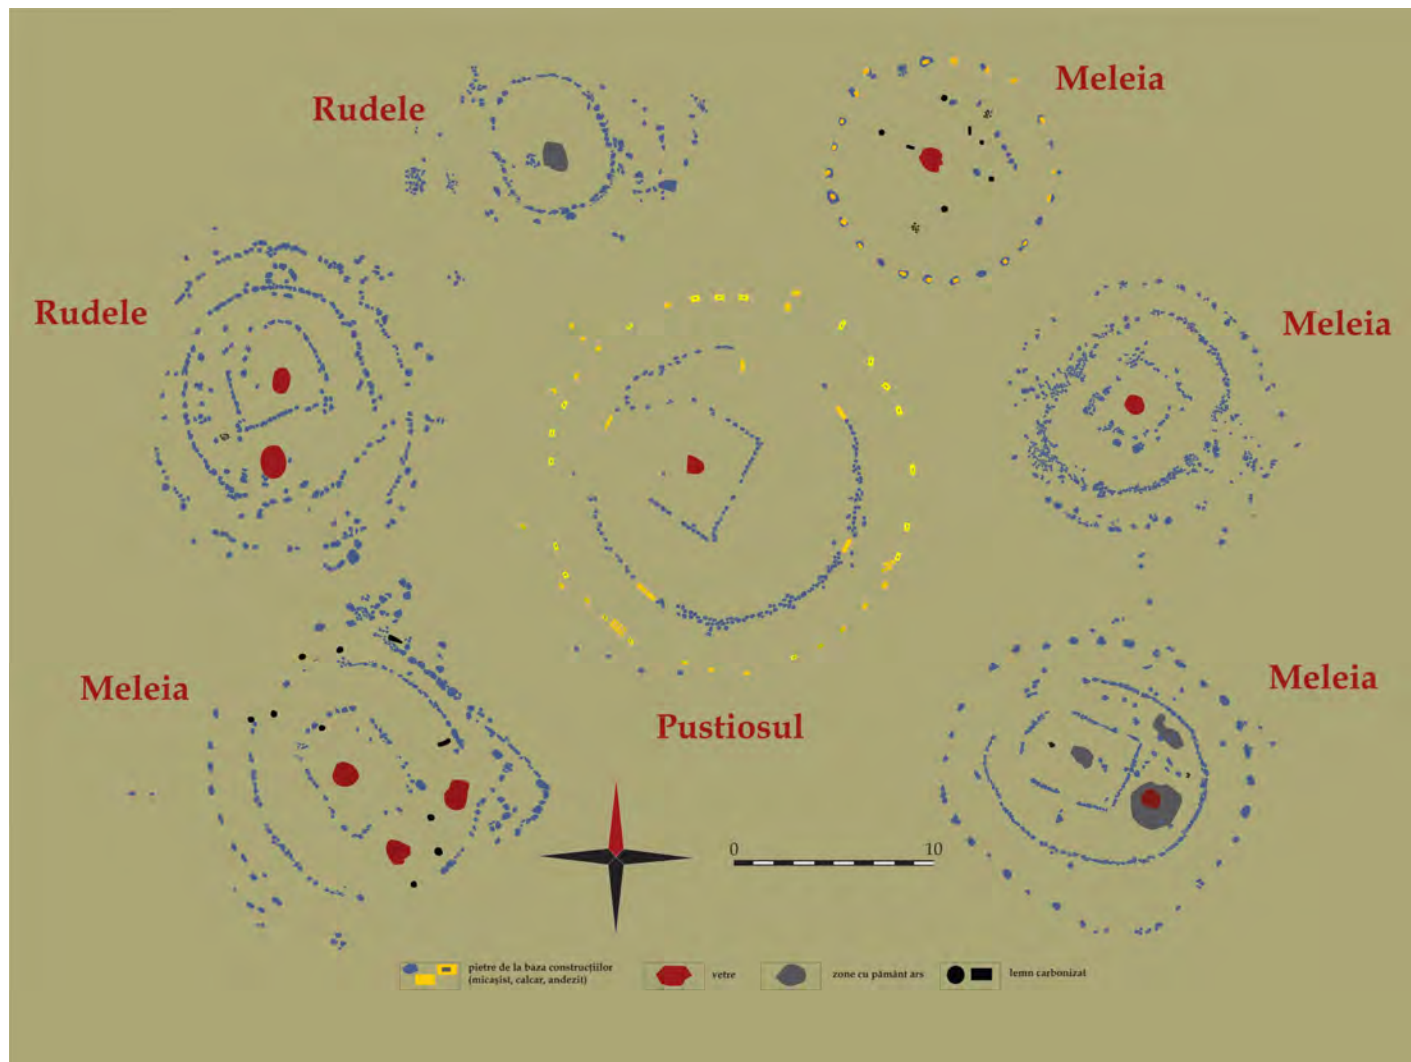 Rudele
Meleia
Rudele
Meleia
Meleia
Pustiosul
Meleia
0
10
pietre de la baza construcțiilor
(micașist, calcar, andezit)
vetre
zone cu pământ ars
lemn carbonizat